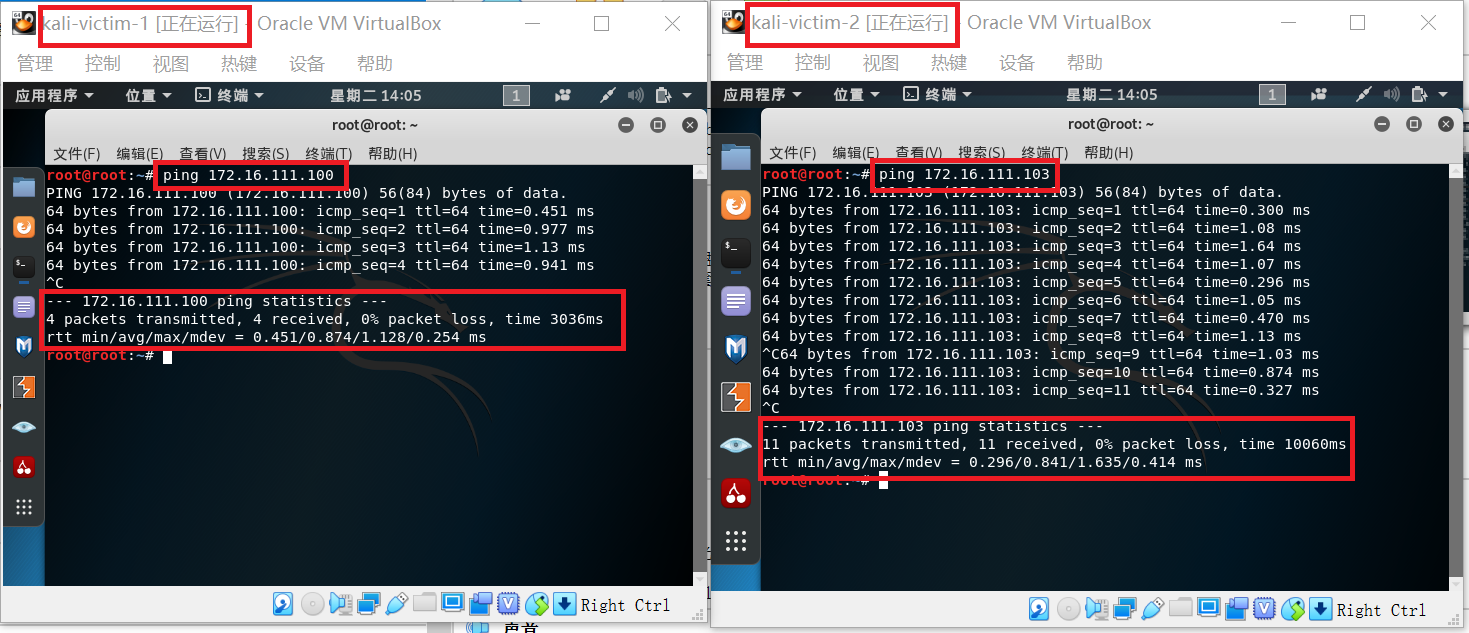 kali-victim-1 [正在运行] - Oracle VM VirtualBox
管理 控制 视图 热键 设备 帮助
应用程序 位置 终端 星期二 14:05 1
root@root: ~
文件(F) 编辑(E) 查看(V) 搜索(S) 终端(T) 帮助(H)
root@root:~# ping 172.16.111.100
PING 172.16.111.100 (172.16.111.100) 56(84) bytes of data.
64 bytes from 172.16.111.100: icmp_seq=1 ttl=64 time=0.451 ms
64 bytes from 172.16.111.100: icmp_seq=2 ttl=64 time=0.977 ms
64 bytes from 172.16.111.100: icmp_seq=3 ttl=64 time=1.13 ms
64 bytes from 172.16.111.100: icmp_seq=4 ttl=64 time=0.941 ms
^C
--- 172.16.111.100 ping statistics ---
4 packets transmitted, 4 received, 0% packet loss, time 3036ms
rtt min/avg/max/mdev = 0.451/0.874/1.128/0.254 ms
root@root:~#
Right Ctrl
kali-victim-2 [正在运行] - Oracle VM VirtualBox
管理 控制 视图 热键 设备 帮助
应用程序 位置 终端 星期二 14:05 1
root@root: ~
文件(F) 编辑(E) 查看(V) 搜索(S) 终端(T) 帮助(H)
root@root:~# ping 172.16.111.103
PING 172.16.111.103 (172.16.111.103) 56(84) bytes of data.
64 bytes from 172.16.111.103: icmp_seq=1 ttl=64 time=0.300 ms
64 bytes from 172.16.111.103: icmp_seq=2 ttl=64 time=1.08 ms
64 bytes from 172.16.111.103: icmp_seq=3 ttl=64 time=1.64 ms
64 bytes from 172.16.111.103: icmp_seq=4 ttl=64 time=1.07 ms
64 bytes from 172.16.111.103: icmp_seq=5 ttl=64 time=0.296 ms
64 bytes from 172.16.111.103: icmp_seq=6 ttl=64 time=1.05 ms
64 bytes from 172.16.111.103: icmp_seq=7 ttl=64 time=0.470 ms
64 bytes from 172.16.111.103: icmp_seq=8 ttl=64 time=1.13 ms
^C64 bytes from 172.16.111.103: icmp_seq=9 ttl=64 time=1.03 ms
64 bytes from 172.16.111.103: icmp_seq=10 ttl=64 time=0.874 ms
64 bytes from 172.16.111.103: icmp_seq=11 ttl=64 time=0.327 ms
^C
--- 172.16.111.103 ping statistics ---
11 packets transmitted, 11 received, 0% packet loss, time 10060ms
rtt min/avg/max/mdev = 0.296/0.841/1.635/0.414 ms
root@root:~#
Right Ctrl
声音